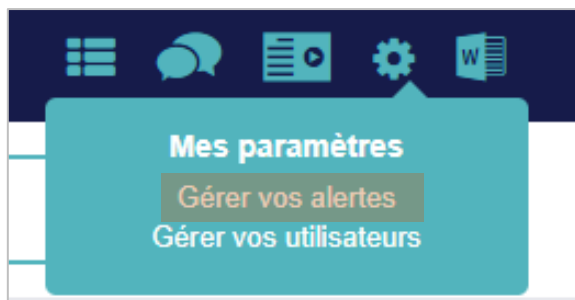 W
Mes paramètres
Gérer vos alertes
Gérer vos utilisateurs